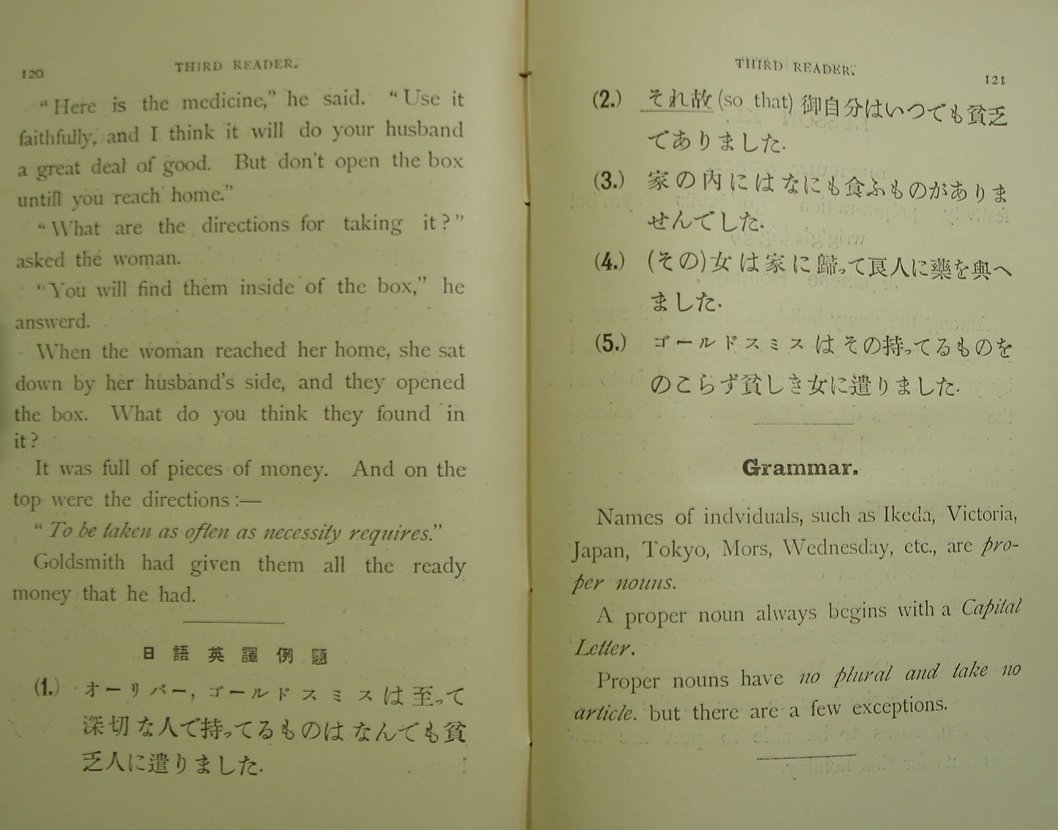 120
THIRD READER.
"Here is the medicine," he said. "Use it
faithfully, and I think it will do your husband
a great deal of good. But don't open the box
untill you reach home."
"What are the directions for taking it?"
asked the woman.
"You will find them inside of the box," he
answerd.
When the woman reached her home, she sat
down by her husband's side, and they opened
the box. What do you think they found in
it?
It was full of pieces of money. And on the
top were the directions:—
"To be taken as often as necessity requires."
Goldsmith had given them all the ready
money that he had.
日語英譯例題
(1.) オーリバー, ゴールドスミスは至って
深切な人で持ってるものはなんでも貧
乏人に遣りました.
THIRD READER.
121
(2.) それ故(so that)御自分はいつでも貧乏
でありました.
(3.) 家の內にはなにも食ふものがありま
せんでした.
(4.) (その)女は家に歸って良人に藥を與へ
ました.
(5.) ゴールドスミスはその持ってるものを
のこらず貧しき女に遣りました.
Grammar.
Names of indviduals, such as Ikeda, Victoria,
Japan, Tokyo, Mors, Wednesday, etc., are pro-
per nouns.
A proper noun always begins with a Capital
Letter.
Proper nouns have no plural and take no
article. but there are a few exceptions.